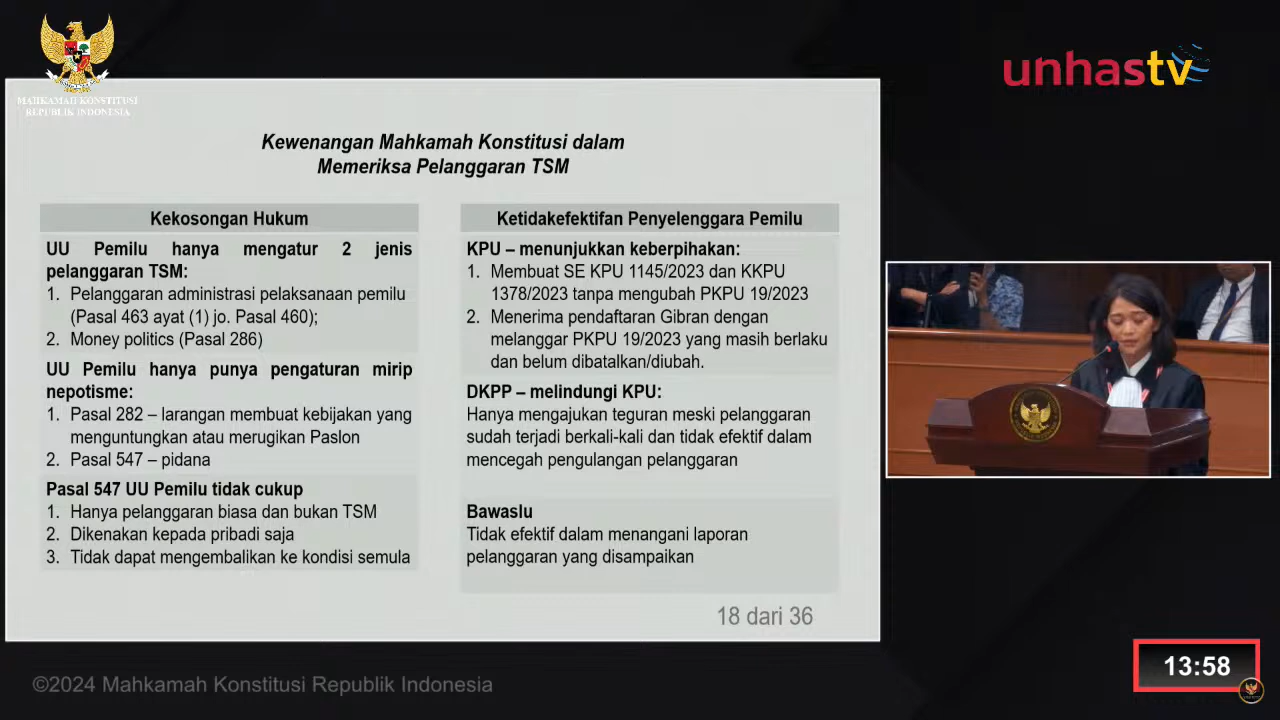 MAHKAMAH KONSTITUSI
REPUBLIK INDONESIA
unhastv
Kewenangan Mahkamah Konstitusi dalam
Memeriksa Pelanggaran TSM
Kekosongan Hukum
UU Pemilu hanya mengatur 2 jenis
pelanggaran TSM:
1. Pelanggaran administrasi pelaksanaan pemilu
(Pasal 463 ayat (1) jo. Pasal 460);
2. Money politics (Pasal 286)
UU Pemilu hanya punya pengaturan mirip
nepotisme:
1. Pasal 282 – larangan membuat kebijakan yang
menguntungkan atau merugikan Paslon
2. Pasal 547 – pidana
Pasal 547 UU Pemilu tidak cukup
1. Hanya pelanggaran biasa dan bukan TSM
2. Dikenakan kepada pribadi saja
3. Tidak dapat mengembalikan ke kondisi semula
Ketidakefektifan Penyelenggara Pemilu
KPU – menunjukkan keberpihakan:
1. Membuat SE KPU 1145/2023 dan KKPU
1378/2023 tanpa mengubah PKPU 19/2023
2. Menerima pendaftaran Gibran dengan
melanggar PKPU 19/2023 yang masih berlaku
dan belum dibatalkan/diubah.
DKPP – melindungi KPU:
Hanya mengajukan teguran meski pelanggaran
sudah terjadi berkali-kali dan tidak efektif dalam
mencegah pengulangan pelanggaran
Bawaslu
Tidak efektif dalam menangani laporan
pelanggaran yang disampaikan
18 dari 36
13:58
©2024 Mahkamah Konstitusi Republik Indonesia